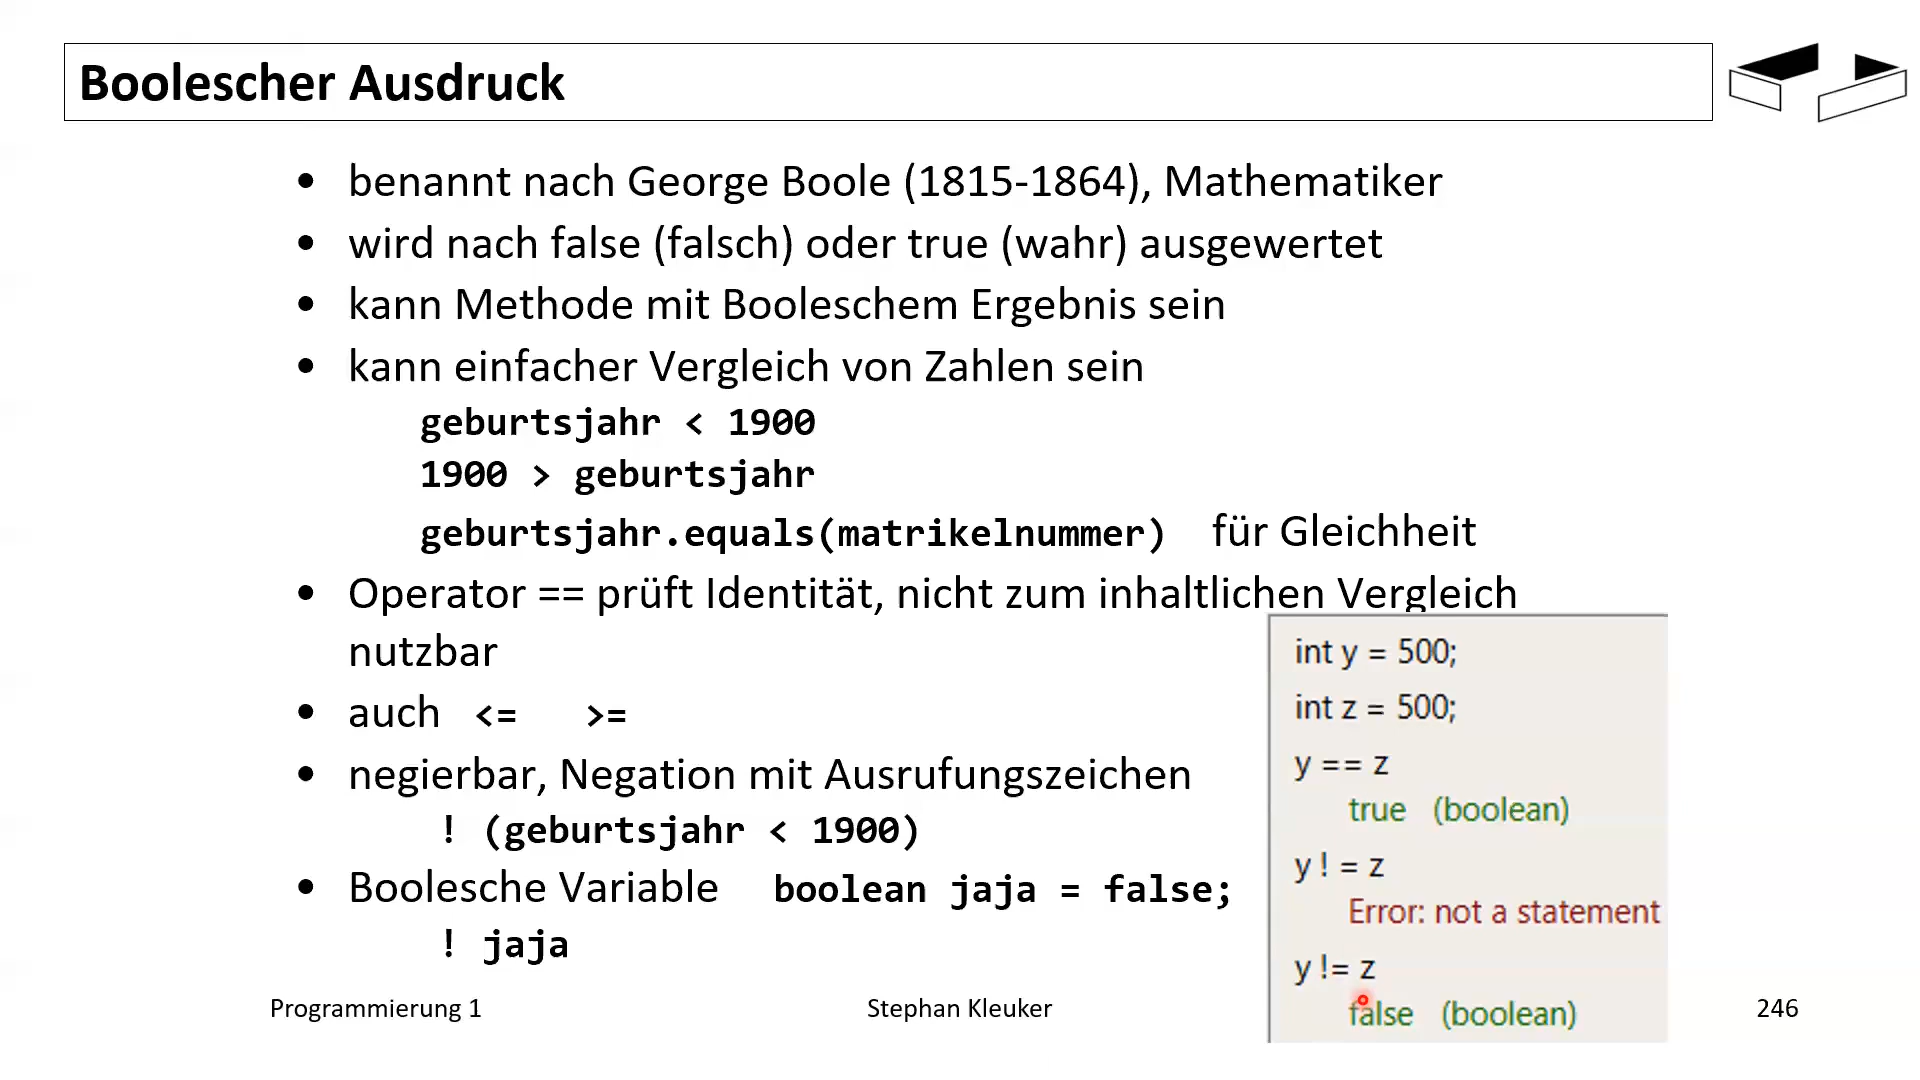 Boolescher Ausdruck
• benannt nach George Boole (1815-1864), Mathematiker
• wird nach false (falsch) oder true (wahr) ausgewertet
• kann Methode mit Booleschem Ergebnis sein
• kann einfacher Vergleich von Zahlen sein
geburtsjahr < 1900
1900 > geburtsjahr
geburtsjahr.equals(matrikelnummer) für Gleichheit
• Operator == prüft Identität, nicht zum inhaltlichen Vergleich
nutzbar
• auch <= >=
• negierbar, Negation mit Ausrufungszeichen
! (geburtsjahr < 1900)
• Boolesche Variable boolean jaja = false;
! jaja
int y = 500;
int z = 500;
y == z
true (boolean)
y ! = z
Error: not a statement
y != z
false (boolean)
Programmierung 1
Stephan Kleuker
246